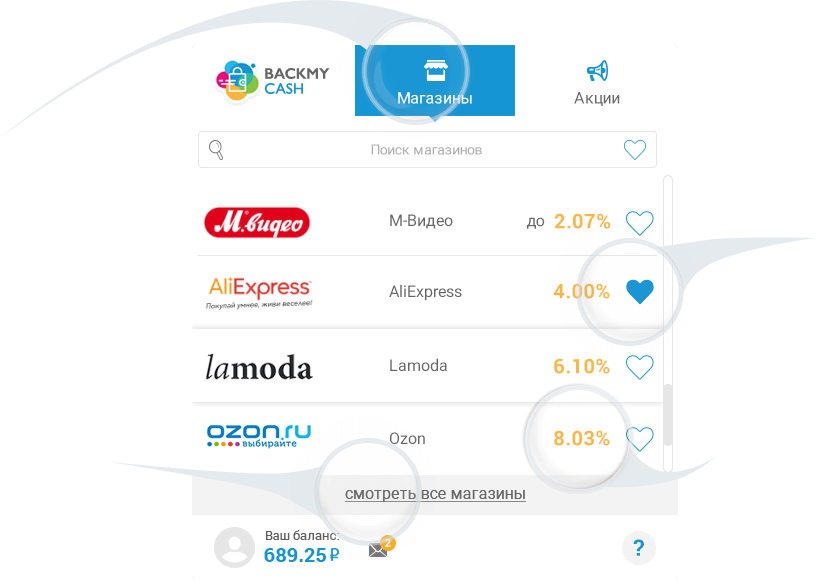 BACKMY
CASH
Магазины
Акции
Поиск магазинов
М.видео
М-Видео
до 2.07%
AliExpress
Покупай умнее, живи веселее!
AliExpress
4.00%
lamoda
Lamoda
6.10%
OZON.RU
выбирайте
Ozon
8.03%
смотреть все магазины
Ваш баланс:
689.25 ₽
2
?